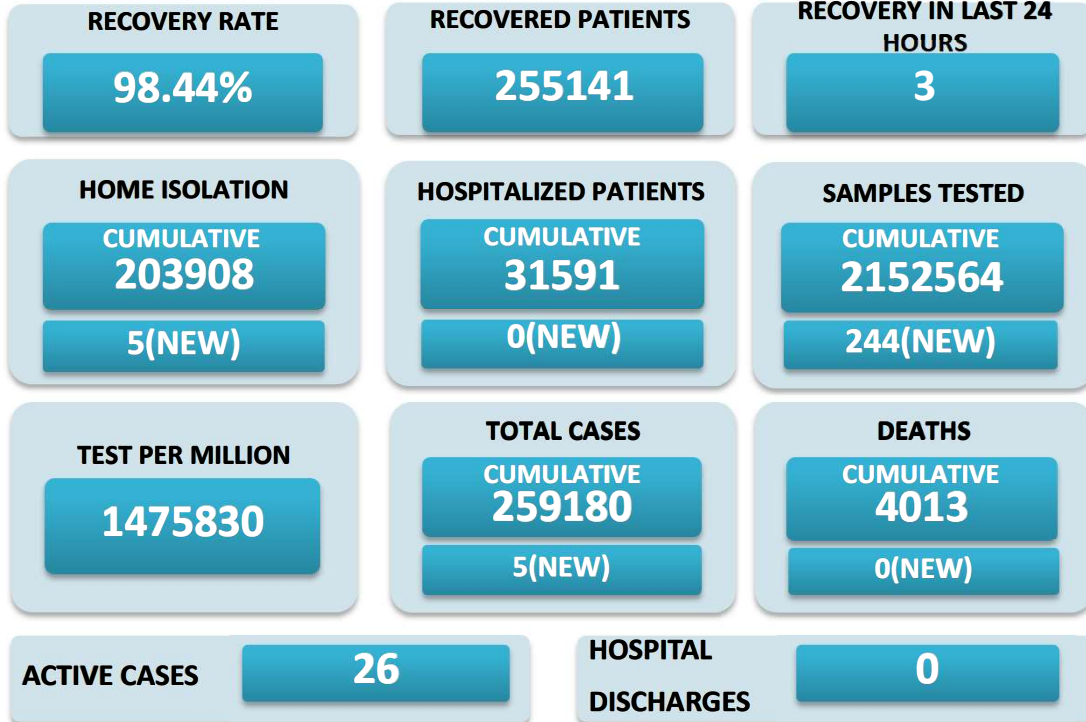 RECOVERY RATE
98.44%
RECOVERED PATIENTS
255141
RECOVERY IN LAST 24
HOURS
3
HOME ISOLATION
CUMULATIVE
203908
5(NEW)
HOSPITALIZED PATIENTS
CUMULATIVE
31591
0(NEW)
SAMPLES TESTED
CUMULATIVE
2152564
244(NEW)
TEST PER MILLION
1475830
TOTAL CASES
CUMULATIVE
259180
5(NEW)
DEATHS
CUMULATIVE
4013
0(NEW)
ACTIVE CASES
26
HOSPITAL
DISCHARGES
0